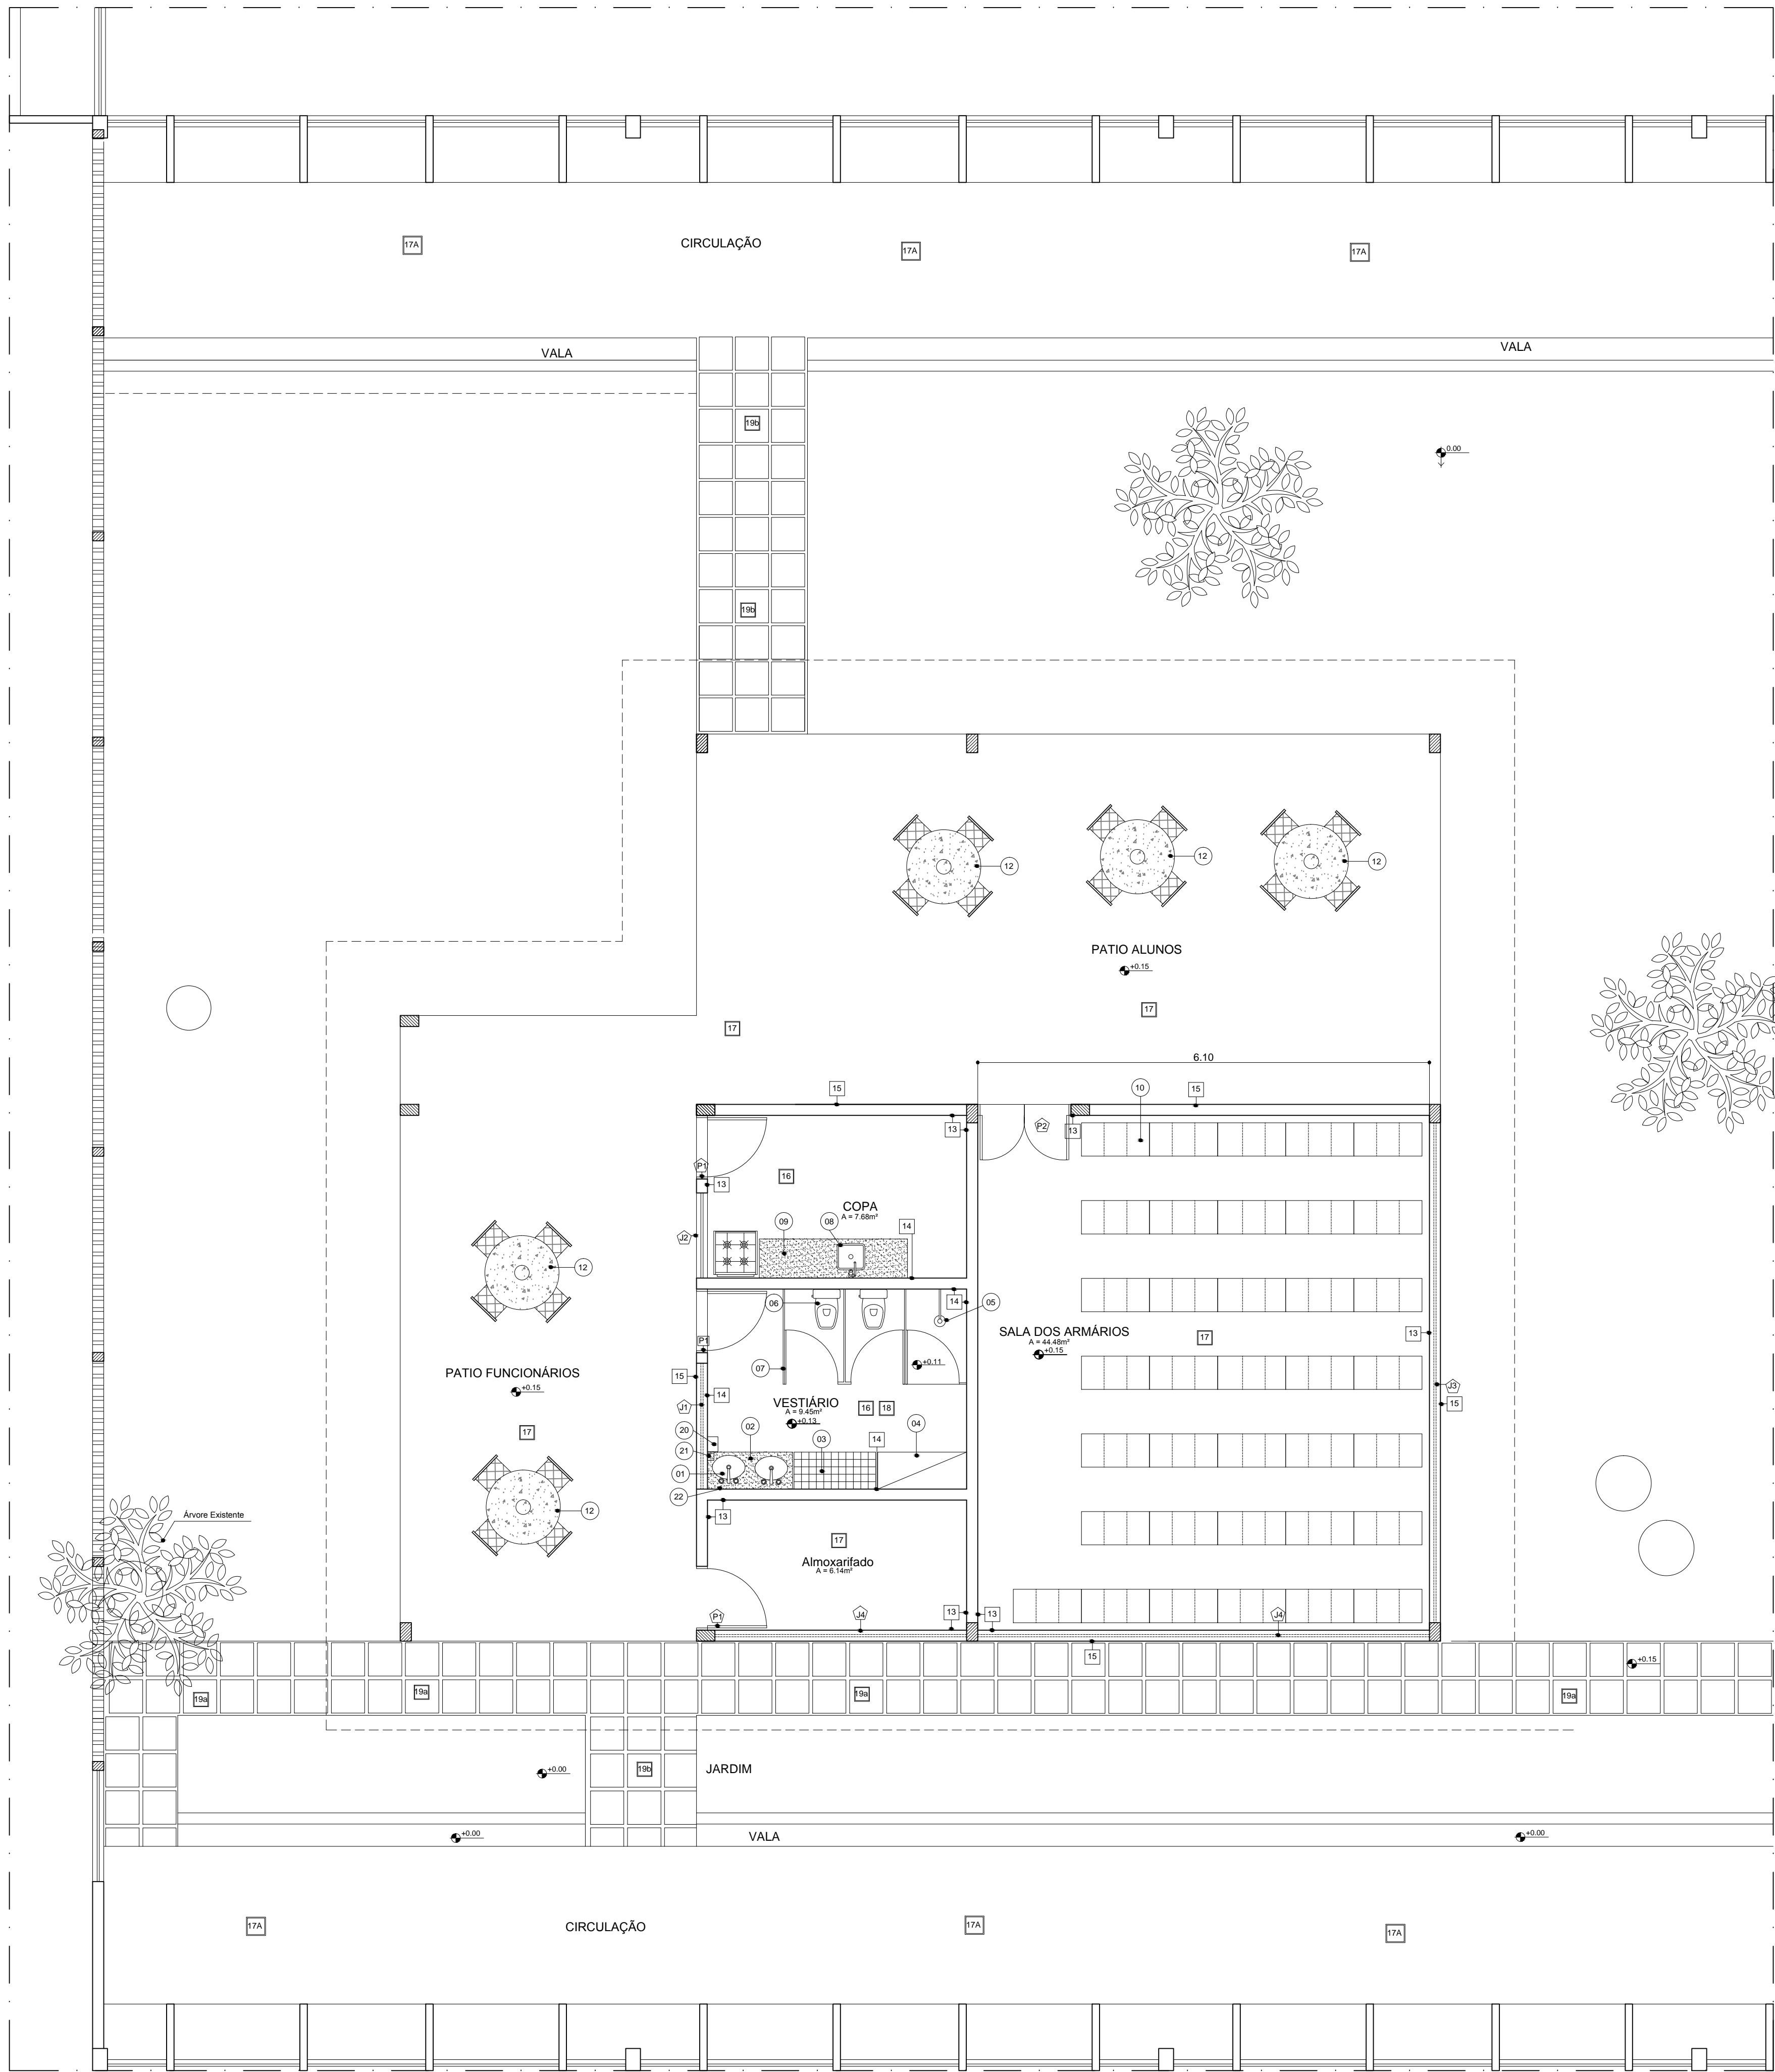 17A
CIRCULAÇÃO
17A
17A
VALA
VALA
19b
0.00
19b
12
12
12
PATIO ALUNOS
+0.15
17
17
6.10
15
10
15
13
P2
13
P1
13
16
COPA
A = 7.68m²
09
08
14
J2
12
06
14
05
SALA DOS ARMÁRIOS
A = 44.48m²
+0.15
17
13
P1
07
+0.11
PATIO FUNCIONÁRIOS
+0.15
15
14
J1
VESTIÁRIO
A = 9.45m²
+0.13
16
18
04
J3
15
17
20
02
03
14
21
01
22
12
Árvore Existente
13
17
Almoxarifado
A = 6.14m²
P1
J4
13
13
J4
15
+0.15
19a
19a
19a
19a
+0.00
19b
JARDIM
+0.00
VALA
+0.00
17A
CIRCULAÇÃO
17A
17A